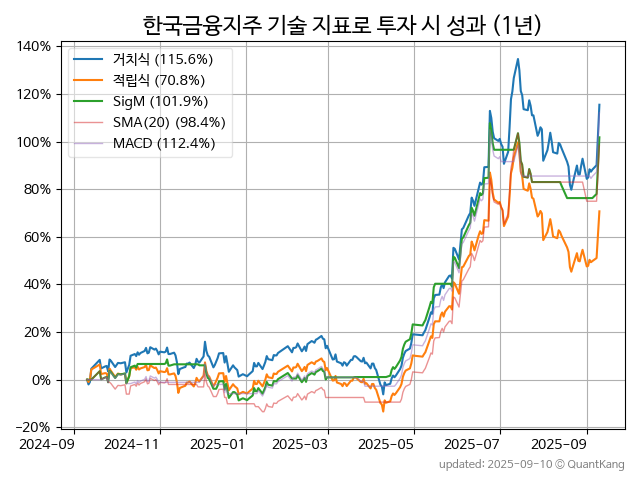 한국금융지주 기술 지표로 투자 시 성과 (1년)
140%
120%
100%
80%
60%
40%
20%
0%
−20%
거치식 (115.6%)
적립식 (70.8%)
SigM (101.9%)
SMA(20) (98.4%)
MACD (112.4%)
2024-09
2024-11
2025-01
2025-03
2025-05
2025-07
2025-09
updated: 2025-09-10 © QuantKang